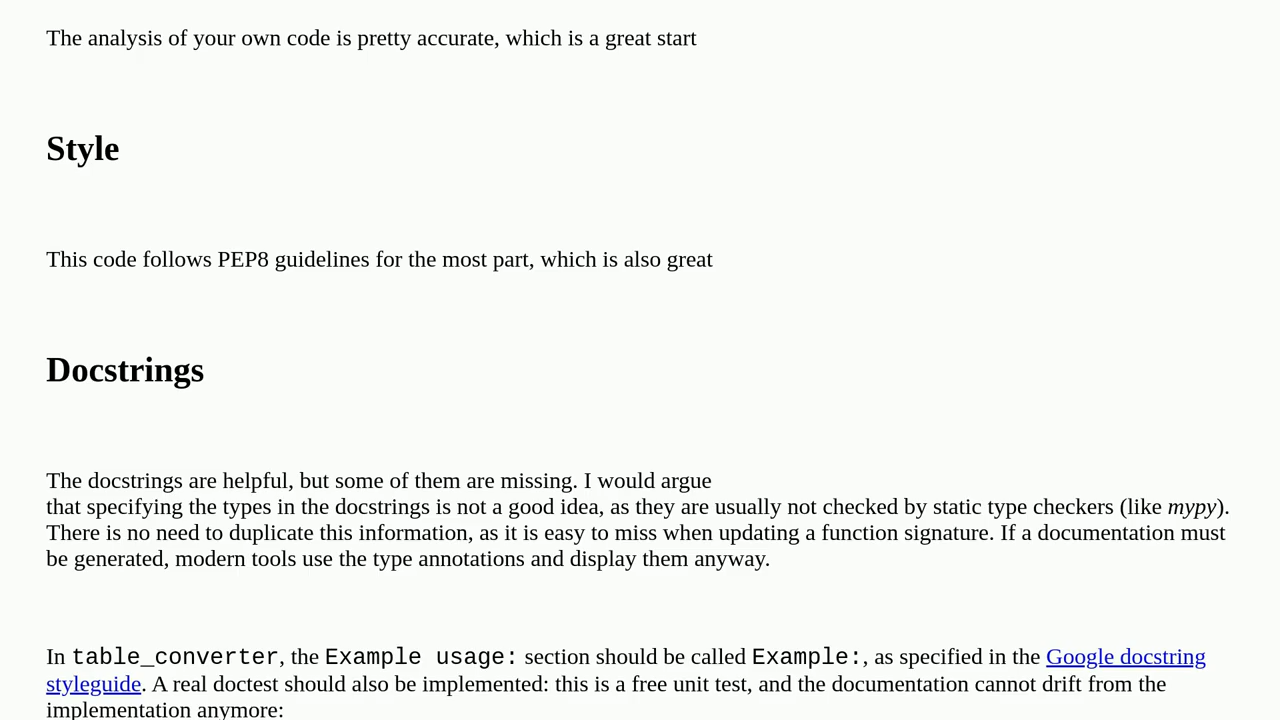 The analysis of your own code is pretty accurate, which is a great start
Style
This code follows PEP8 guidelines for the most part, which is also great
Docstrings
The docstrings are helpful, but some of them are missing. I would argue
that specifying the types in the docstrings is not a good idea, as they are usually not checked by static type checkers (like mypy).
There is no need to duplicate this information, as it is easy to miss when updating a function signature. If a documentation must
be generated, modern tools use the type annotations and display them anyway.
In table_converter, the Example usage: section should be called Example:, as specified in the Google docstring
styleguide. A real doctest should also be implemented: this is a free unit test, and the documentation cannot drift from the
implementation anymore: